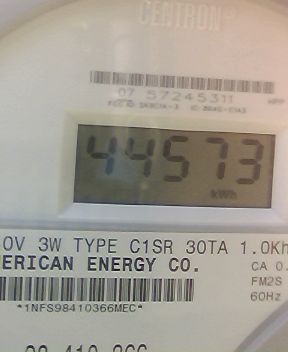 CENTRON®
07 57245311
44573
kWh
0V 3W TYPE C1SR 30TA 1.0Kh
MERICAN ENERGY CO.
CA 0.
FM2S
60Hz
*1NFS98410366MEC*